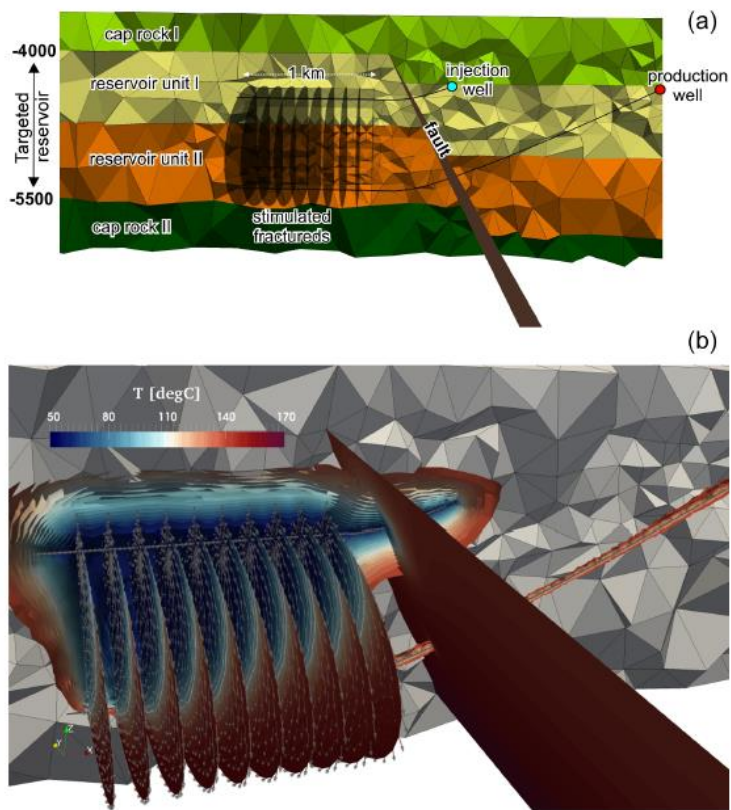 (a)
cap rock I
-4000
1 km
injection
well
production
well
reservoir unit I
Targeted
reservoir
fault
reservoir unit II
-5500
cap rock II
stimulated
fractureds
(b)
T [degC]
50 80 110 140 170
Z
Y
X